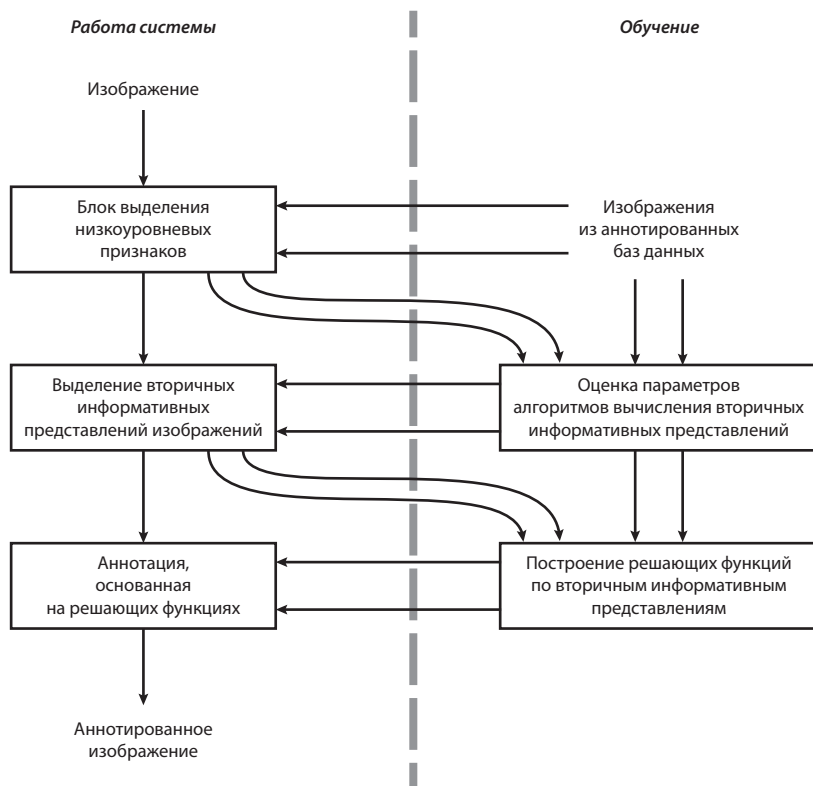 Работа системы
Обучение
Изображение
Блок выделения
низкоуровневых
признаков
Изображения
из аннотированных
баз данных
Выделение вторичных
информативных
представлений изображений
Оценка параметров
алгоритмов вычисления вторичных
информативных представлений
Аннотация,
основанная
на решающих функциях
Построение решающих функций
по вторичным информативным
представлениям
Аннотированное
изображение